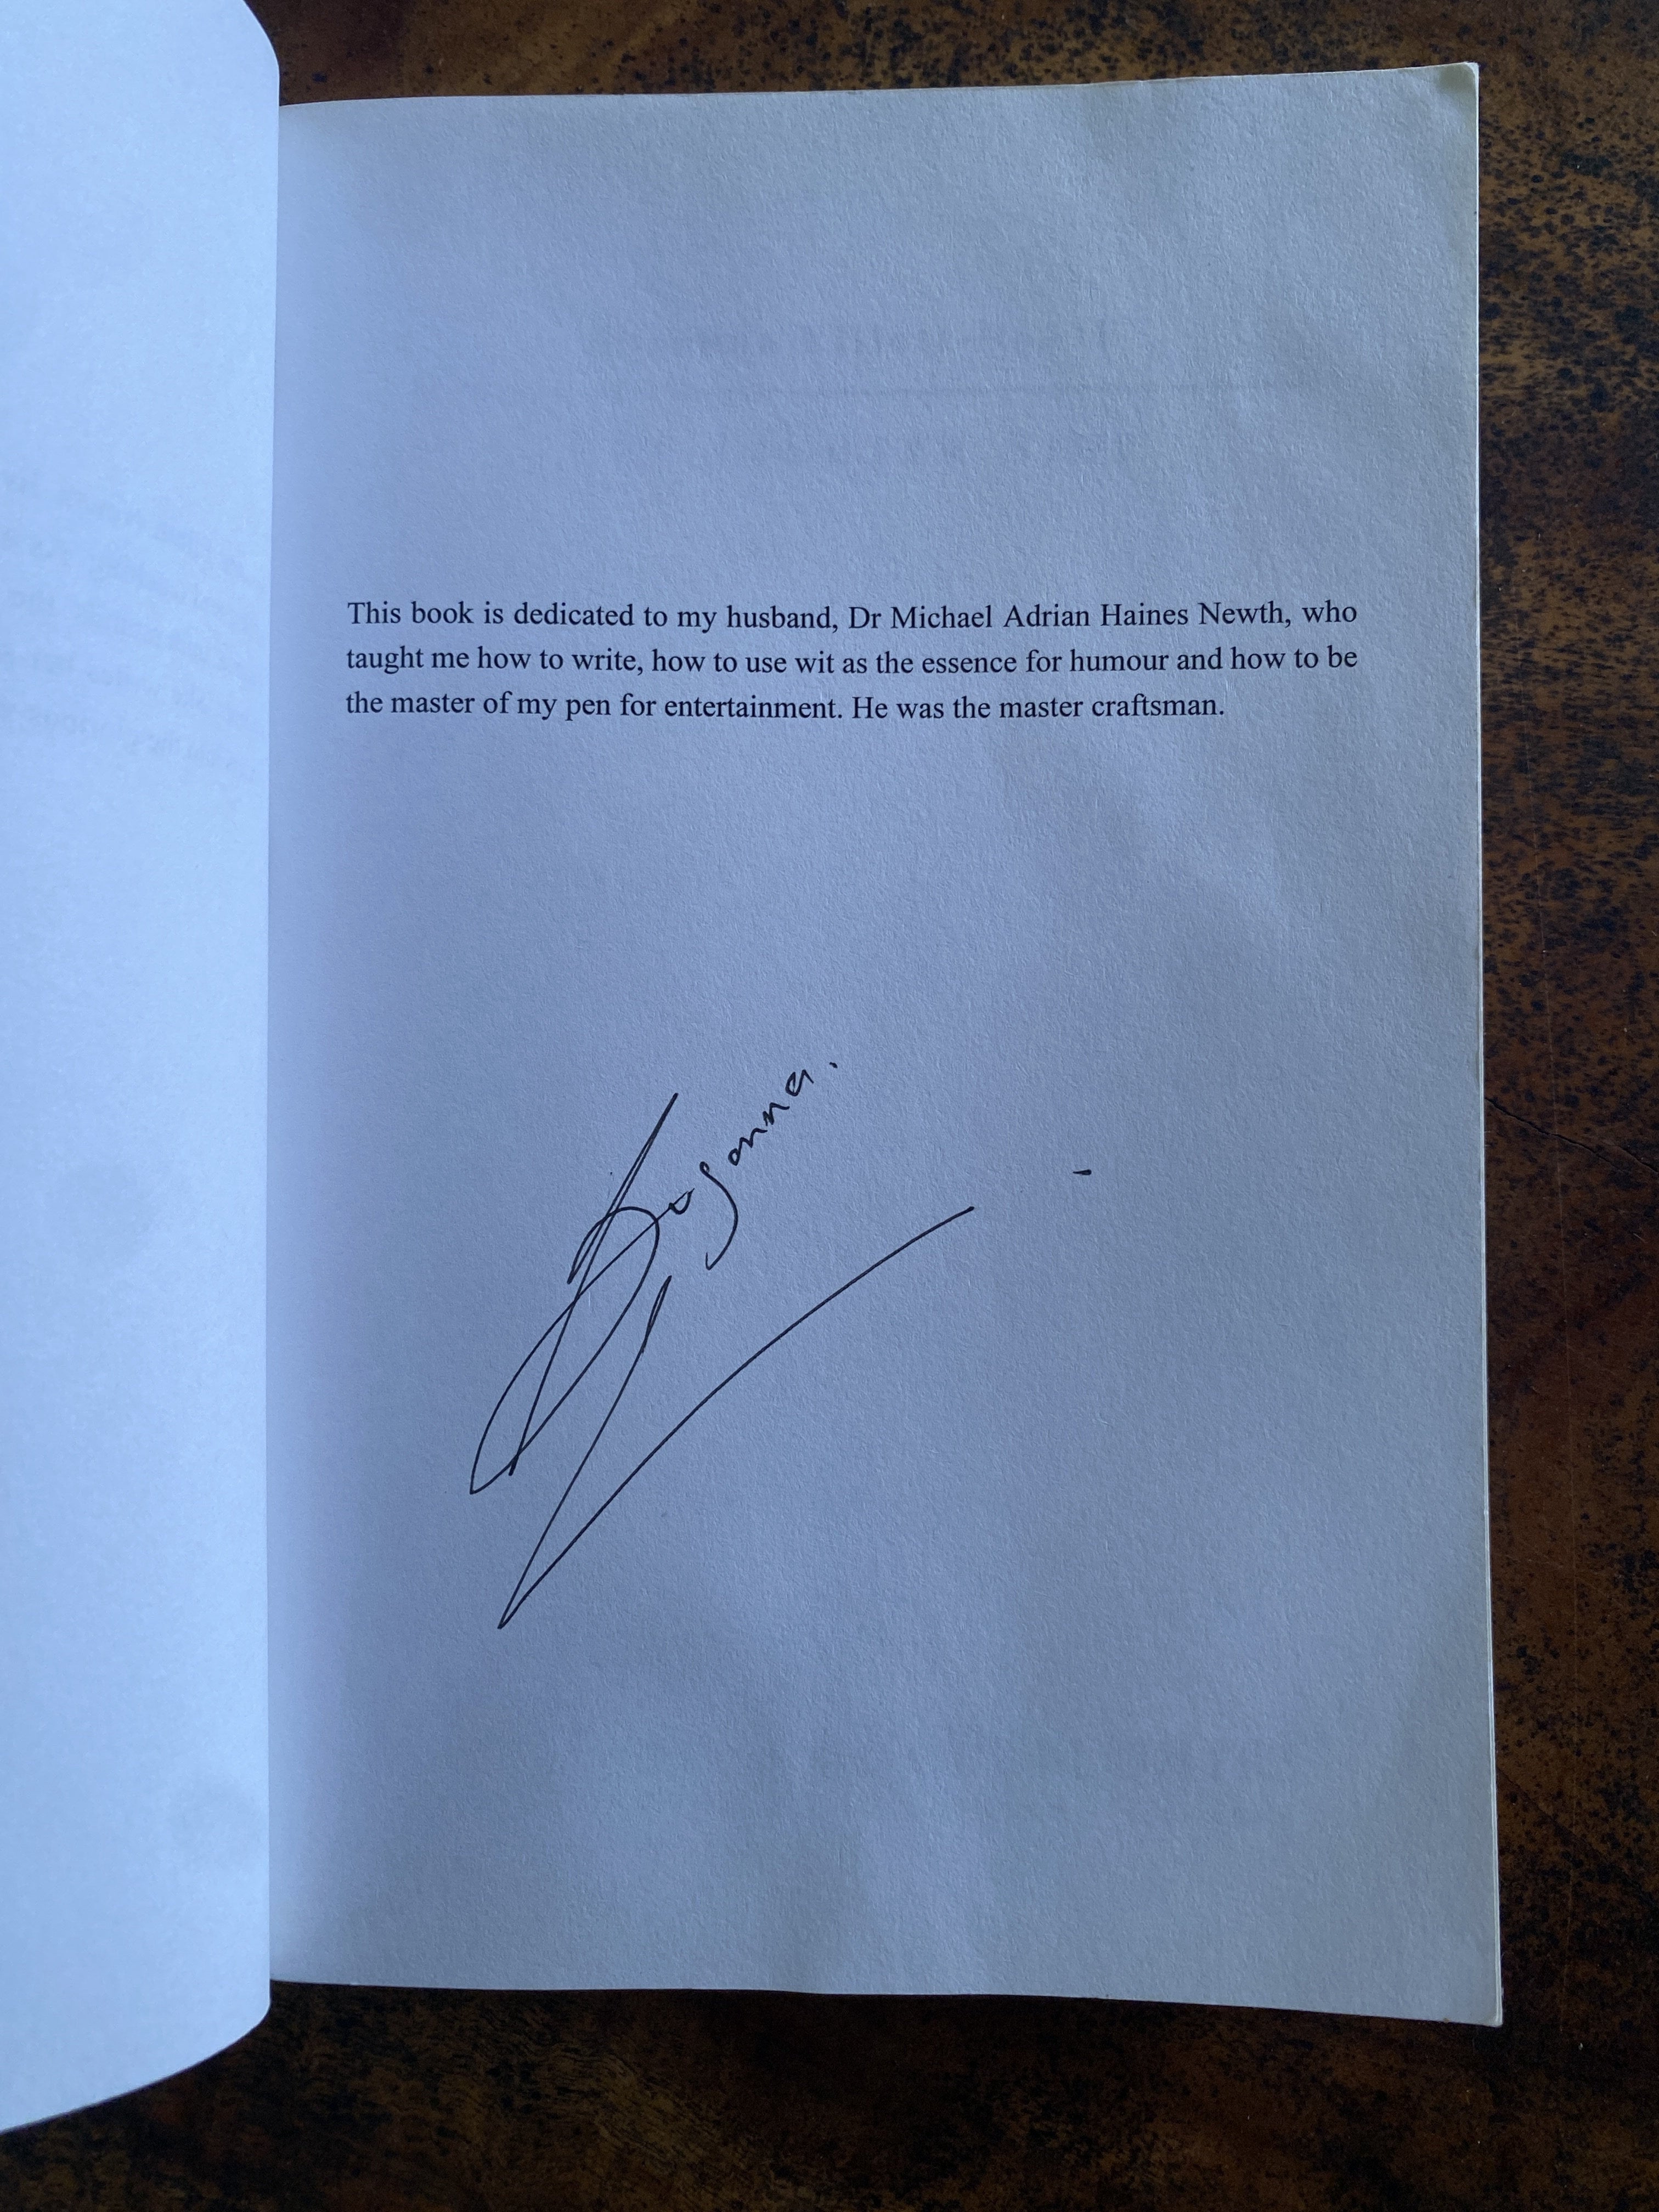 This book is dedicated to my husband, Dr Michael Adrian Haines Newth, who
taught me how to write, how to use wit as the essence for humour and how to be
the master of my pen for entertainment. He was the master craftsman.